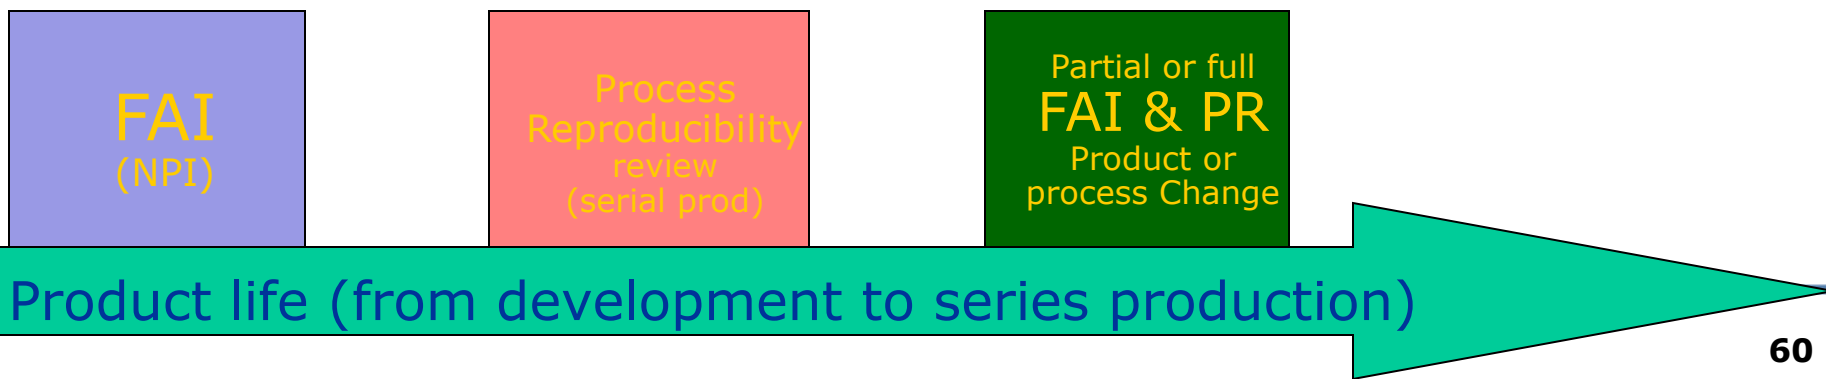 FAI
(NPI)
Process
Reproducibility
review
(serial prod)
Partial or full
FAI & PR
Product or
process Change
Product life (from development to series production)
60